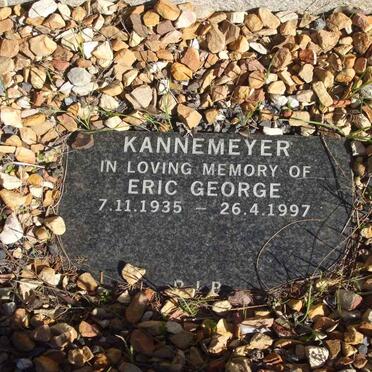 KANNEMEYER
IN LOVING MEMORY OF
ERIC GEORGE
7.11.1935 – 26.4.1997
R.I.P